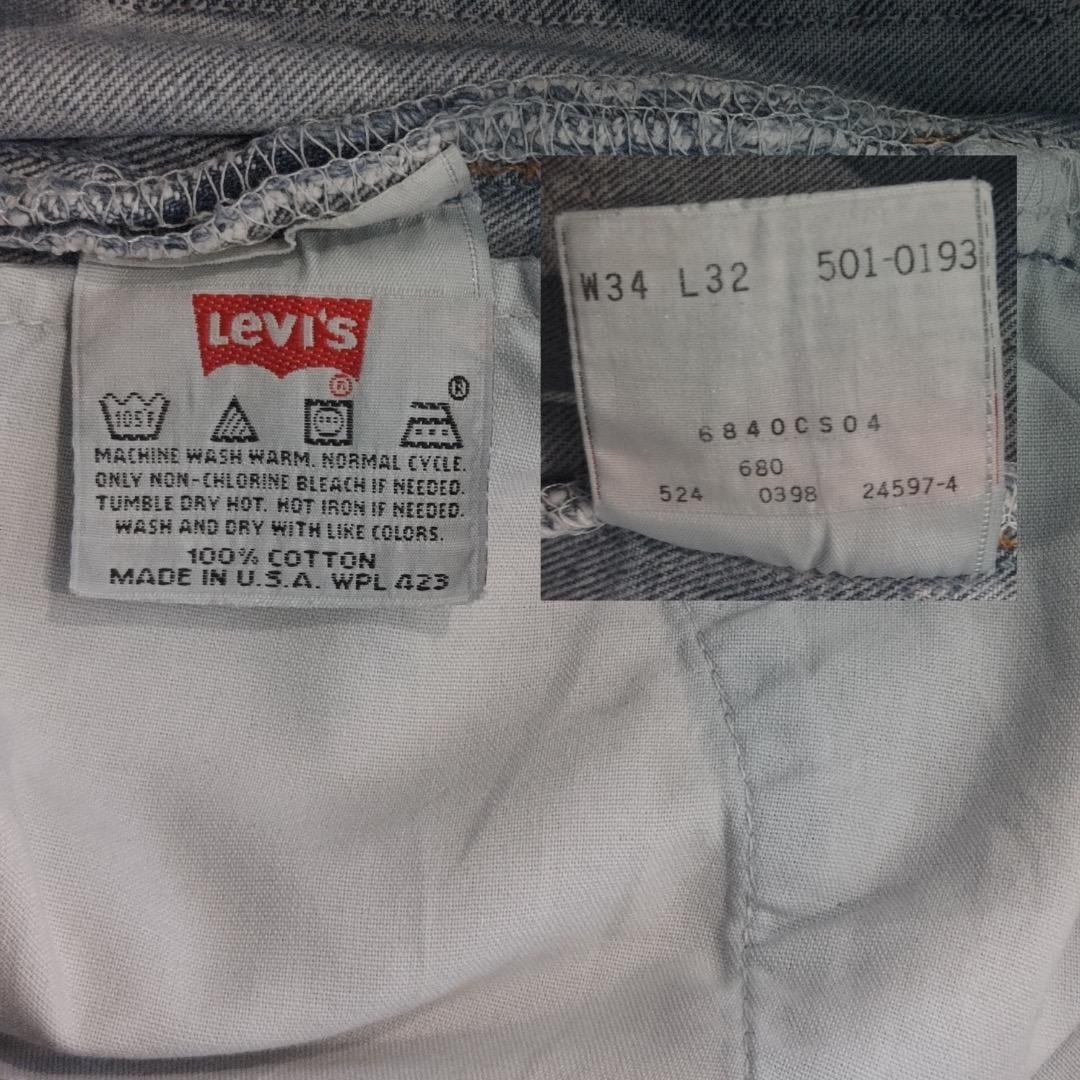 Levi's
®
®
105F
MACHINE WASH WARM. NORMAL CYCLE.
ONLY NON-CHLORINE BLEACH IF NEEDED.
TUMBLE DRY HOT. HOT IRON IF NEEDED.
WASH AND DRY WITH LIKE COLORS.
100% COTTON
MADE IN U.S.A. WPL 423
W34 L32 501-0193
6840CS04
680
524 0398 24597-4